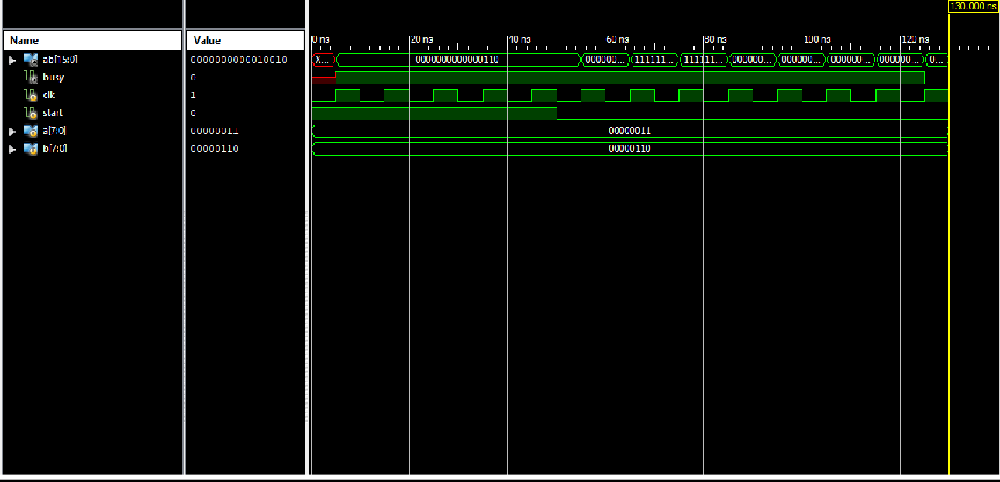 130.000 ns
Name Value 0 ns 20 ns 40 ns 60 ns 80 ns 100 ns 120 ns
ab[15:0] 0000000000010010 X... 0000000000000110 000000... 111111... 111111... 000000... 000000... 000000... 000000... 0...
busy 0
clk 1
start 0
a[7:0] 00000011 00000011
b[7:0] 00000110 00000110